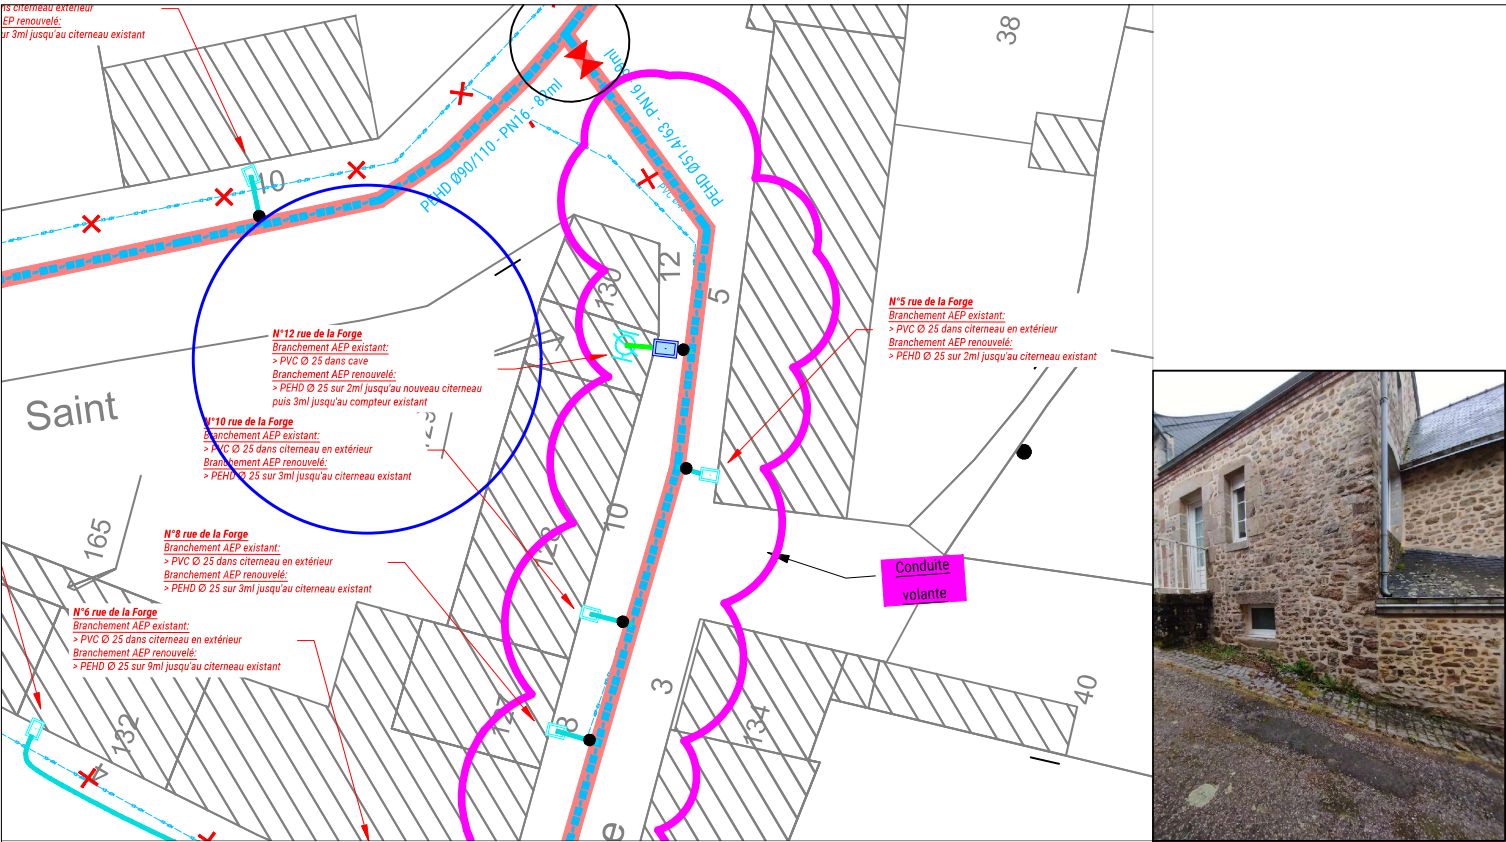 ns citerneau extérieur
EP renouvelé:
ur 3ml jusqu'au citerneau existant
38
10
PEHD Ø90/110 - PN16 - 82ml
PEHD Ø51,4/63 - PN16
130
12
5
N°5 rue de la Forge
Branchement AEP existant:
> PVC Ø 25 dans citerneau en extérieur
Branchement AEP renouvelé:
> PEHD Ø 25 sur 2ml jusqu'au citerneau existant
N°12 rue de la Forge
Branchement AEP existant:
> PVC Ø 25 dans cave
Branchement AEP renouvelé:
> PEHD Ø 25 sur 2ml jusqu'au nouveau citerneau
puis 3ml jusqu'au compteur existant
Saint
N°10 rue de la Forge
Branchement AEP existant:
> PVC Ø 25 dans citerneau en extérieur
Branchement AEP renouvelé:
> PEHD Ø 25 sur 3ml jusqu'au citerneau existant
165
10
N°8 rue de la Forge
Branchement AEP existant:
> PVC Ø 25 dans citerneau en extérieur
Branchement AEP renouvelé:
> PEHD Ø 25 sur 3ml jusqu'au citerneau existant
Conduite
volante
N°6 rue de la Forge
Branchement AEP existant:
> PVC Ø 25 dans citerneau en extérieur
Branchement AEP renouvelé:
> PEHD Ø 25 sur 9ml jusqu'au citerneau existant
3
40
8
134
132
4
e